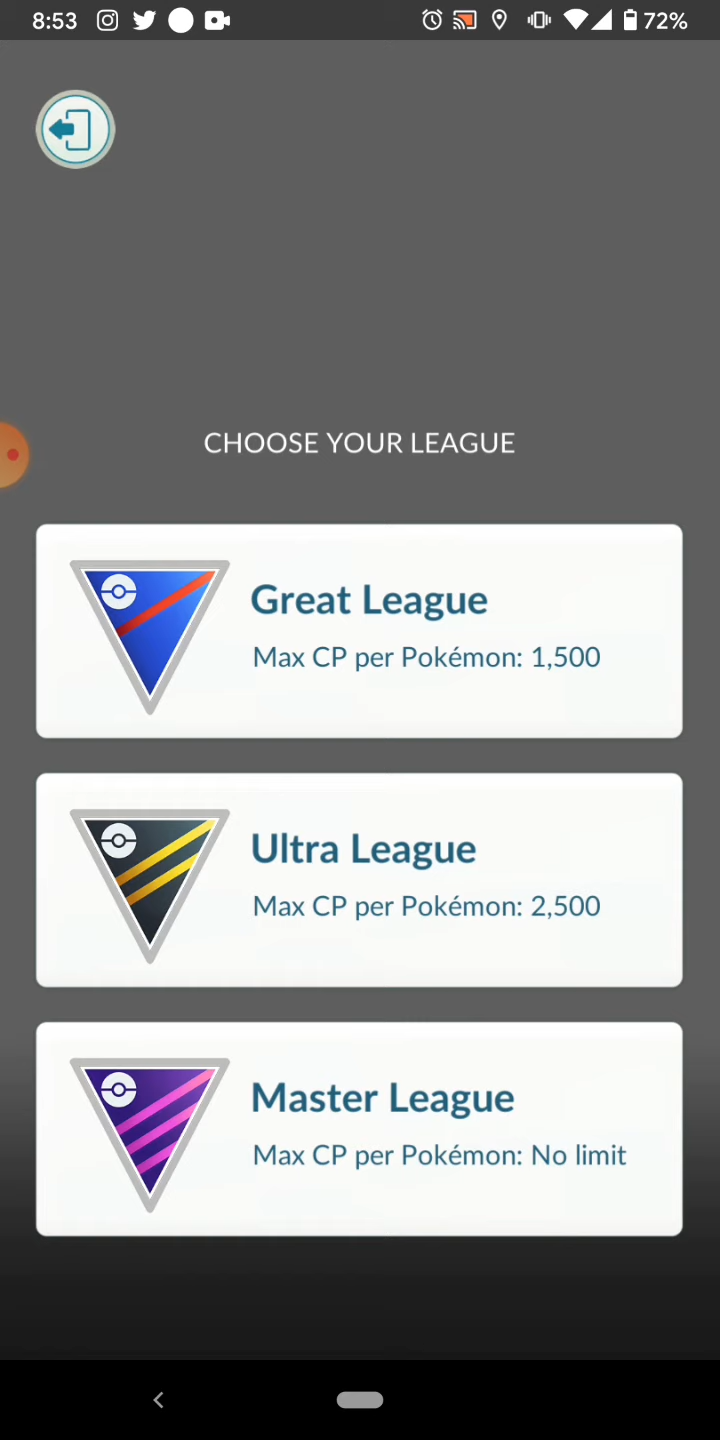 8:53
72%
CHOOSE YOUR LEAGUE
Great League
Max CP per Pokémon: 1,500
Ultra League
Max CP per Pokémon: 2,500
Master League
Max CP per Pokémon: No limit